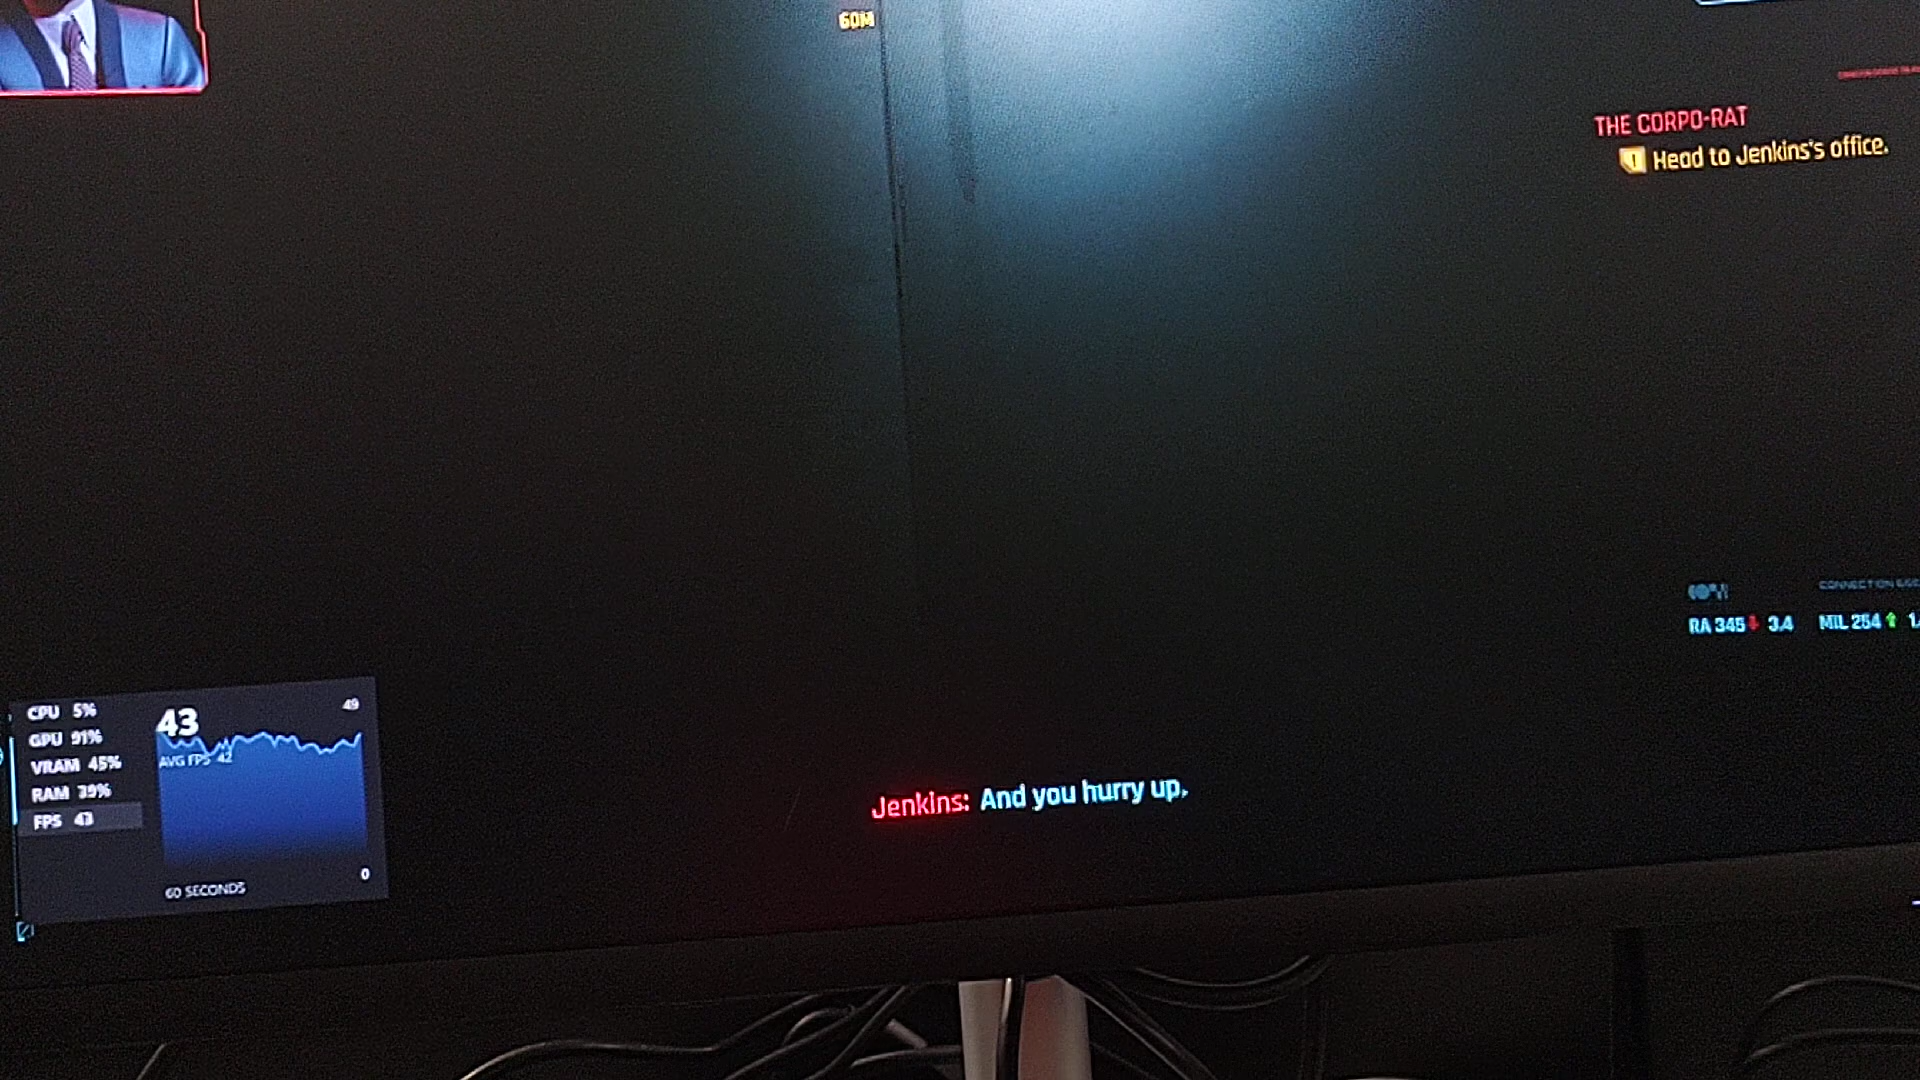 60M
THE CORPO-RAT
Head to Jenkins's office.
RA 345 3.4 MIL 254
CPU 5%
GPU 91%
VRAM 45%
RAM 39%
FPS 43
43
49
AVG FPS 42
60 SECONDS
0
Jenkins: And you hurry up.